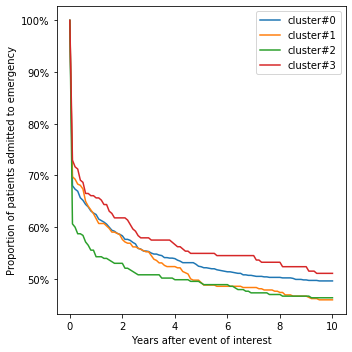 cluster#0
cluster#1
cluster#2
cluster#3
100%
90%
80%
70%
60%
50%
Proportion of patients admitted to emergency
0
2
4
6
8
10
Years after event of interest